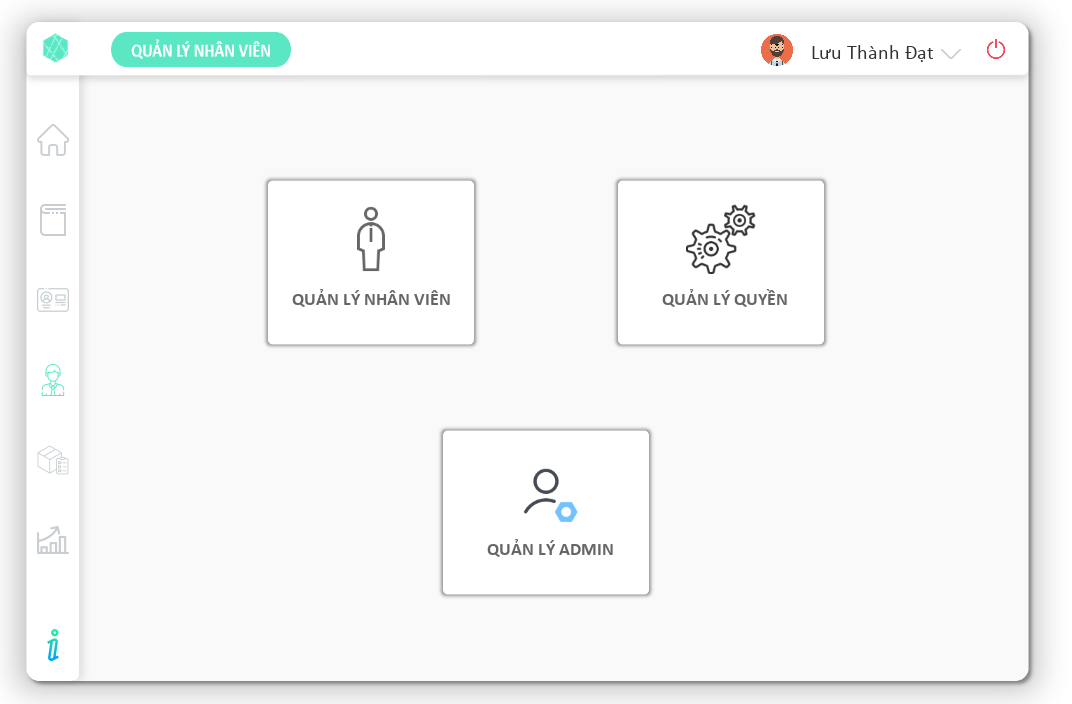 QUẢN LÝ NHÂN VIÊN
Lưu Thành Đạt
QUẢN LÝ NHÂN VIÊN
QUẢN LÝ QUYỀN
QUẢN LÝ ADMIN